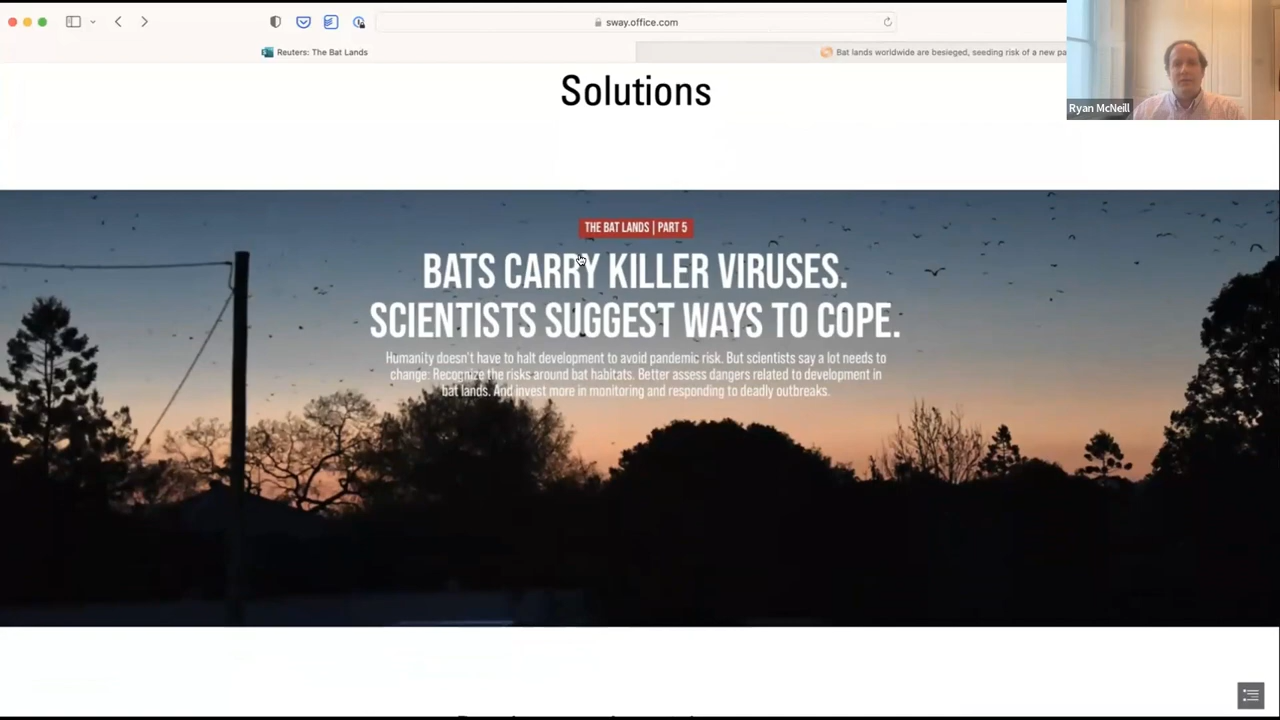 sway.office.com
Reuters: The Bat Lands
Bat lands worldwide are besieged, seeding risk of a new pa
Ryan McNeill
Solutions
THE BAT LANDS | PART 5
BATS CARRY KILLER VIRUSES.
SCIENTISTS SUGGEST WAYS TO COPE.
Humanity doesn't have to halt development to avoid pandemic risk. But scientists say a lot needs to
change: Recognize the risks around bat habitats. Better assess dangers related to development in
bat lands. And invest more in monitoring and responding to deadly outbreaks.